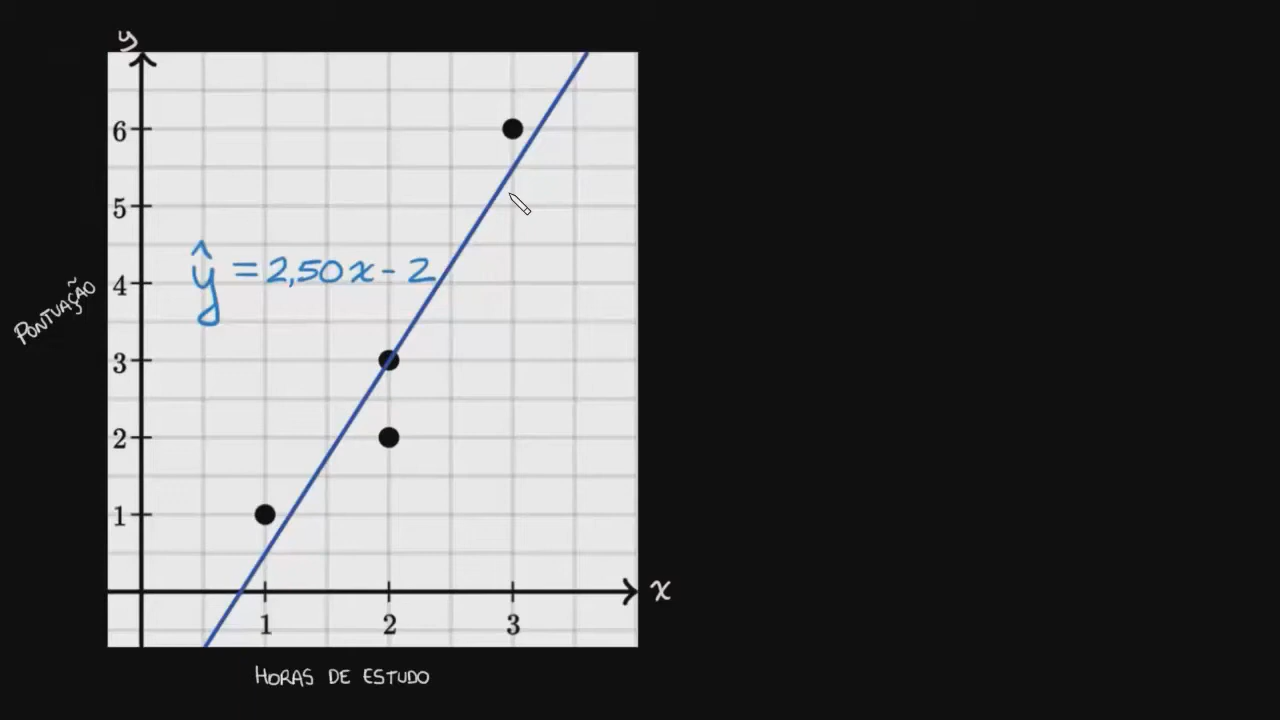 y
6
5
ŷ = 2,50x - 2
4
PONTUAÇÃO
3
2
1
x
1 2 3
HORAS DE ESTUDO